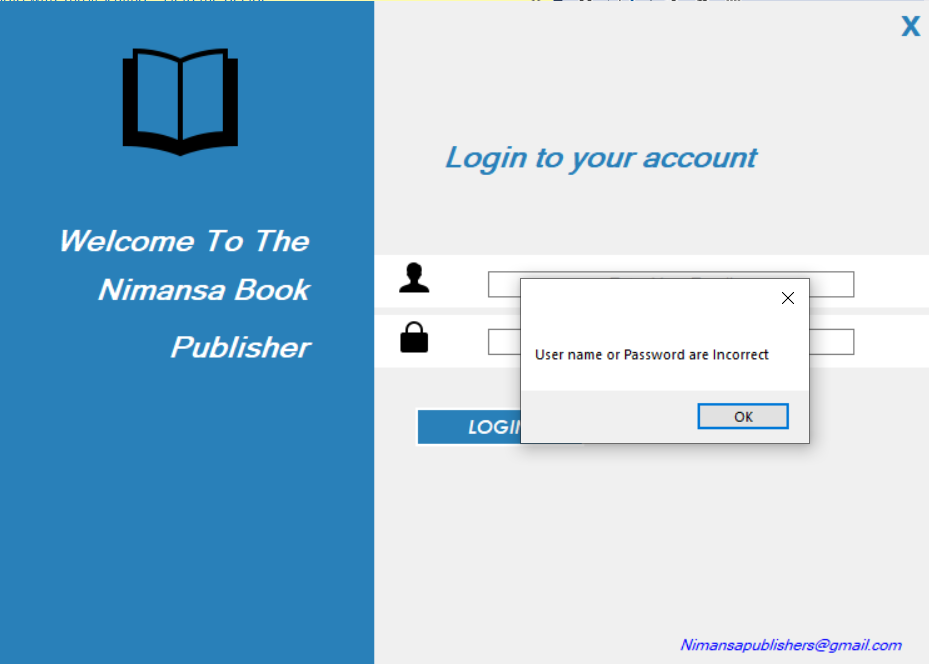 X
Login to your account
Welcome To The
Nimansa Book
Publisher
User name or Password are Incorrect
OK
Nimansapublishers@gmail.com